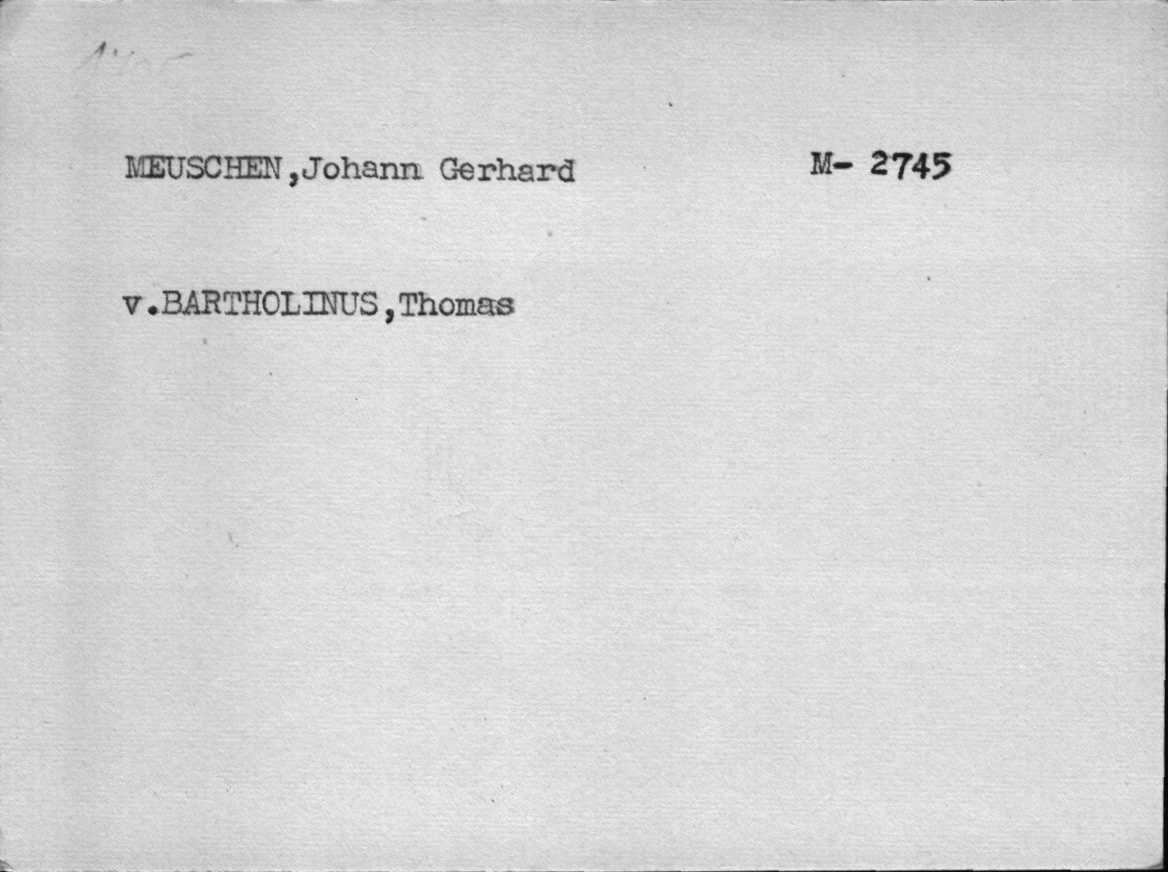 MEUSCHEN,Johann Gerhard M- 2745
v.BARTHOLINUS,Thomas